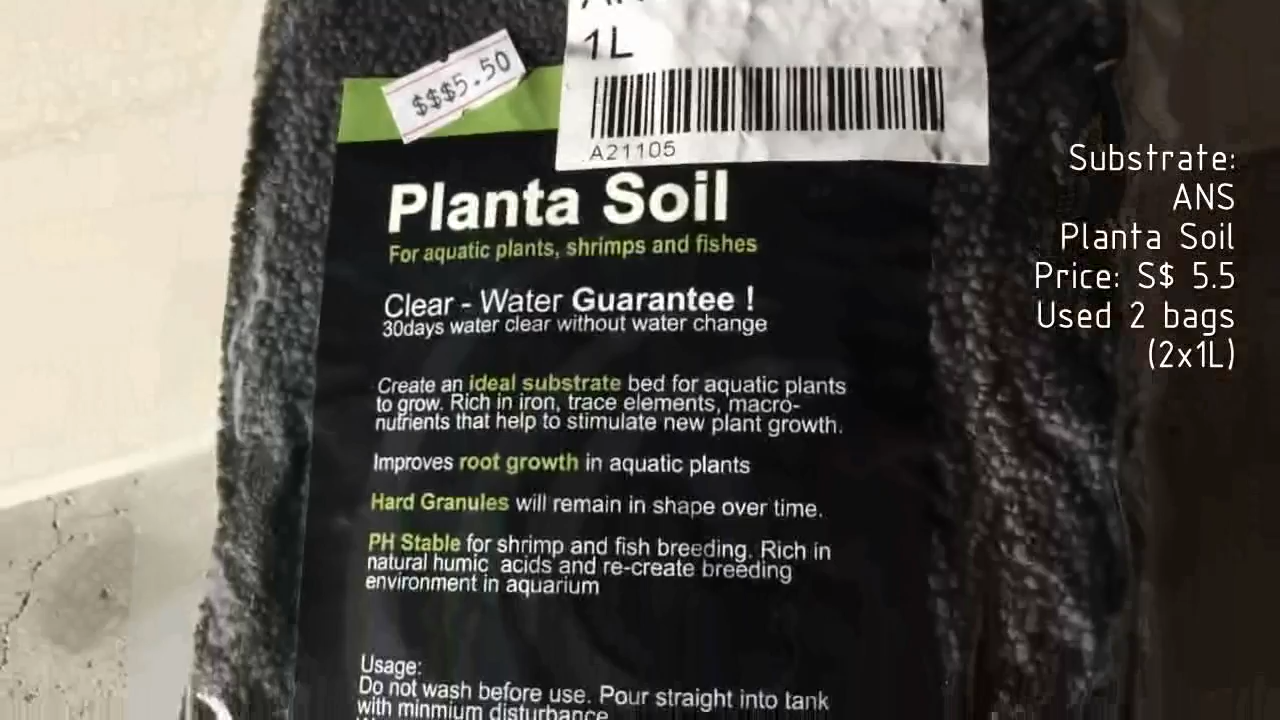 1L
$$$5.50
A21105
Planta Soil
For aquatic plants, shrimps and fishes
Clear - Water Guarantee !
30days water clear without water change
Create an ideal substrate bed for aquatic plants
to grow. Rich in iron, trace elements, macro-
nutrients that help to stimulate new plant growth.
Improves root growth in aquatic plants
Hard Granules will remain in shape over time.
PH Stable for shrimp and fish breeding. Rich in
natural humic acids and re-create breeding
environment in aquarium
Usage:
Do not wash before use. Pour straight into tank
with minmium disturbance
Substrate:
ANS
Planta Soil
Price: S$ 5.5
Used 2 bags
(2x1L)